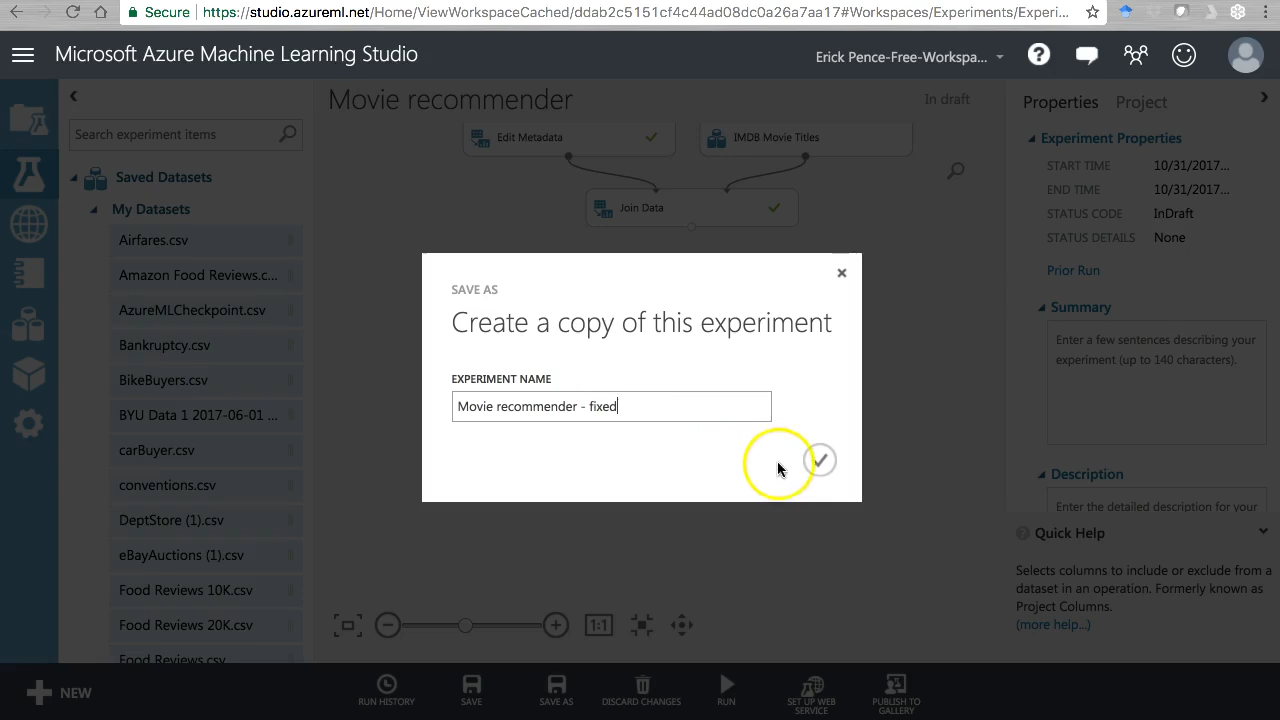 Secure https://studio.azureml.net/Home/ViewWorkspaceCached/ddab2c5151cf4c44ad08dc0a26a7aa17#Workspaces/Experiments/Experi...
Microsoft Azure Machine Learning Studio
Erick Pence-Free-Workspa...
Search experiment items
Saved Datasets
My Datasets
Airfares.csv
Amazon Food Reviews.c...
AzureMLCheckpoint.csv
Bankruptcy.csv
BikeBuyers.csv
BYU Data 1 2017-06-01 ...
carBuyer.csv
conventions.csv
DeptStore (1).csv
eBayAuctions (1).csv
Food Reviews 10K.csv
Food Reviews 20K.csv
Food Reviews.csv
Movie recommender
In draft
Edit Metadata
IMDB Movie Titles
Join Data
SAVE AS
Create a copy of this experiment
EXPERIMENT NAME
Movie recommender - fixed
1:1
Properties Project
Experiment Properties
START TIME 10/31/2017...
END TIME 10/31/2017...
STATUS CODE InDraft
STATUS DETAILS None
Prior Run
Summary
Enter a few sentences describing your
experiment (up to 140 characters).
Description
Enter the detailed description for your
Quick Help
Selects columns to include or exclude from a
dataset in an operation. Formerly known as
Project Columns.
(more help...)
NEW
RUN HISTORY
SAVE
SAVE AS
DISCARD CHANGES
RUN
SET UP WEB
SERVICE
PUBLISH TO
GALLERY